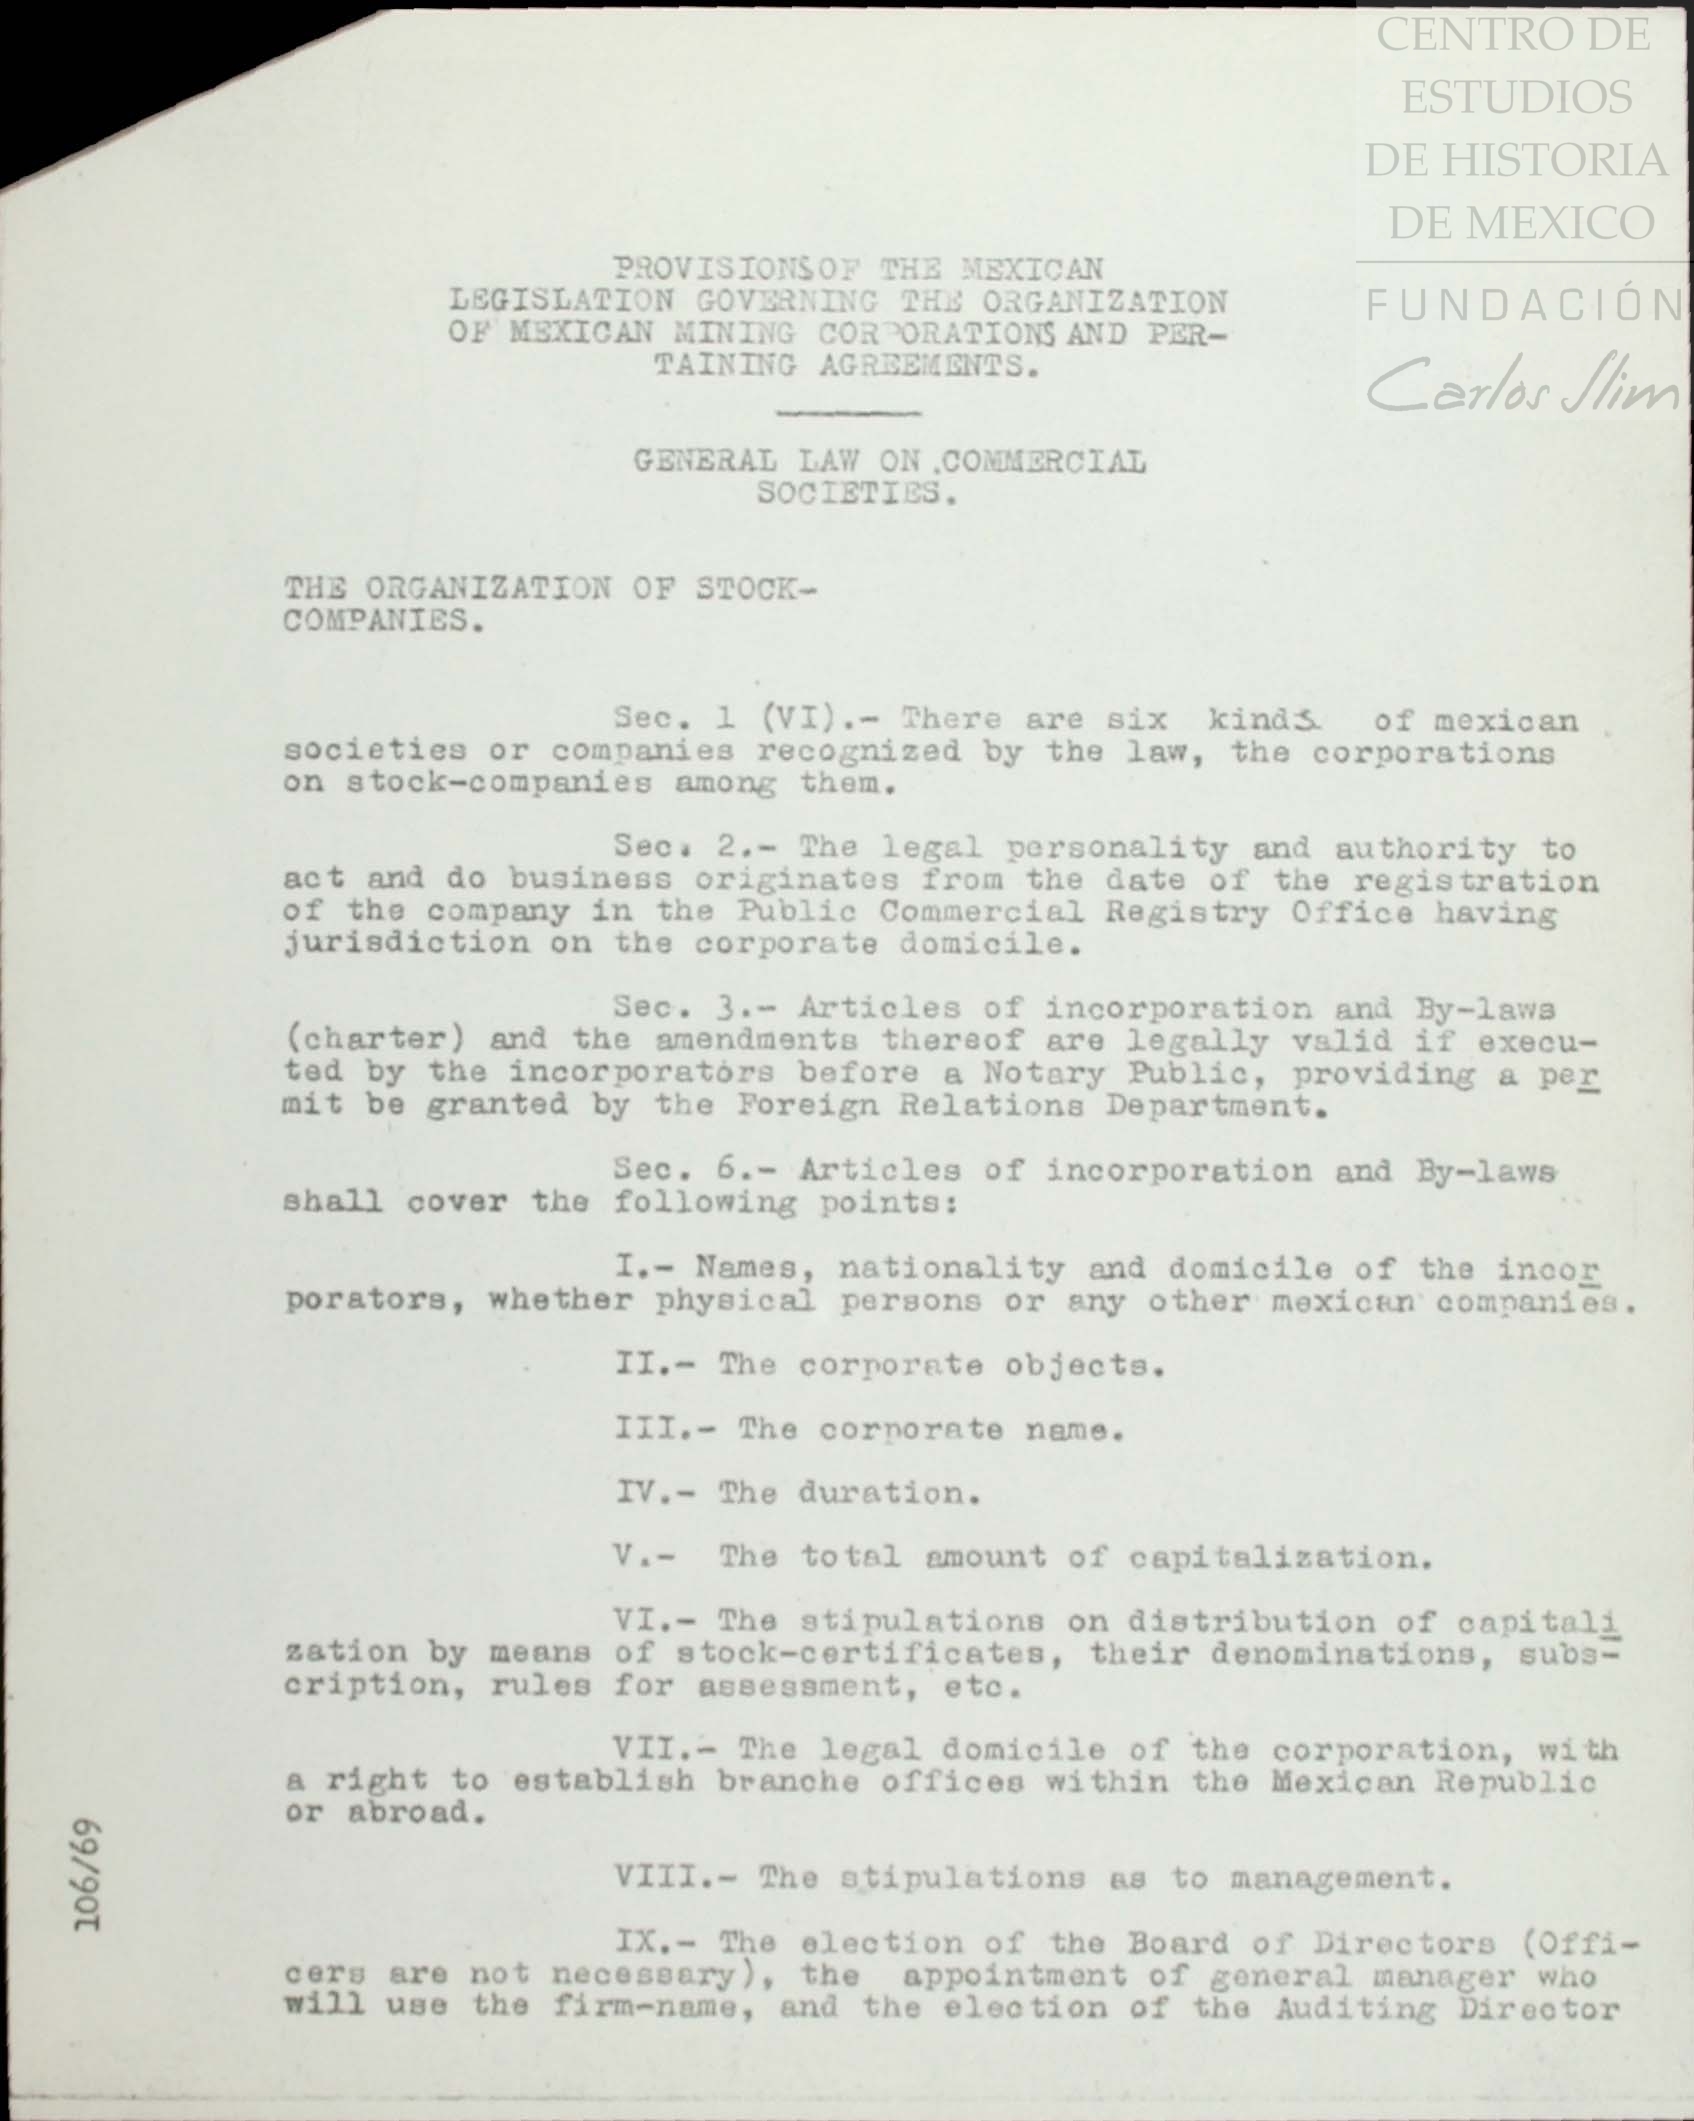 CENTRO DE
ESTUDIOS
DE HISTORIA
DE MEXICO
FUNDACIÓN
Carlos Slim
PROVISIONS OF THE MEXICAN
LEGISLATION GOVERNING THE ORGANIZATION
OF MEXICAN MINING CORPORATIONS AND PER-
TAINING AGREEMENTS.
GENERAL LAW ON .COMMERCIAL
SOCIETIES.
THE ORGANIZATION OF STOCK-
COMPANIES.
Sec. 1 (VI).- There are six kinds of mexican
societies or companies recognized by the law, the corporations
on stock-companies among them.
Sec. 2.- The legal personality and authority to
act and do business originates from the date of the registration
of the company in the Public Commercial Registry Office having
jurisdiction on the corporate domicile.
Sec. 3.- Articles of incorporation and By-laws
(charter) and the amendments thereof are legally valid if execu-
ted by the incorporators before a Notary Public, providing a per
mit be granted by the Foreign Relations Department.
Sec. 6.- Articles of incorporation and By-laws
shall cover the following points:
I.- Names, nationality and domicile of the incor
porators, whether physical persons or any other mexican companies.
II.- The corporate objects.
III.- The corporate name.
IV.- The duration.
V.- The total amount of capitalization.
VI.- The stipulations on distribution of capitali
zation by means of stock-certificates, their denominations, subs-
cription, rules for assessment, etc.
VII.- The legal domicile of the corporation, with
a right to establish branche offices within the Mexican Republic
or abroad.
VIII.- The stipulations as to management.
IX.- The election of the Board of Directors (Offi-
cers are not necessary), the appointment of general manager who
will use the firm-name, and the election of the Auditing Director
106/69